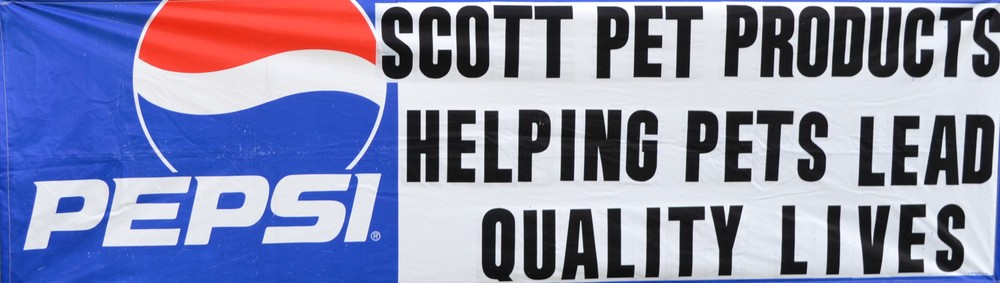 PEPSI®
SCOTT PET PRODUCTS
HELPING PETS LEAD
QUALITY LIVES